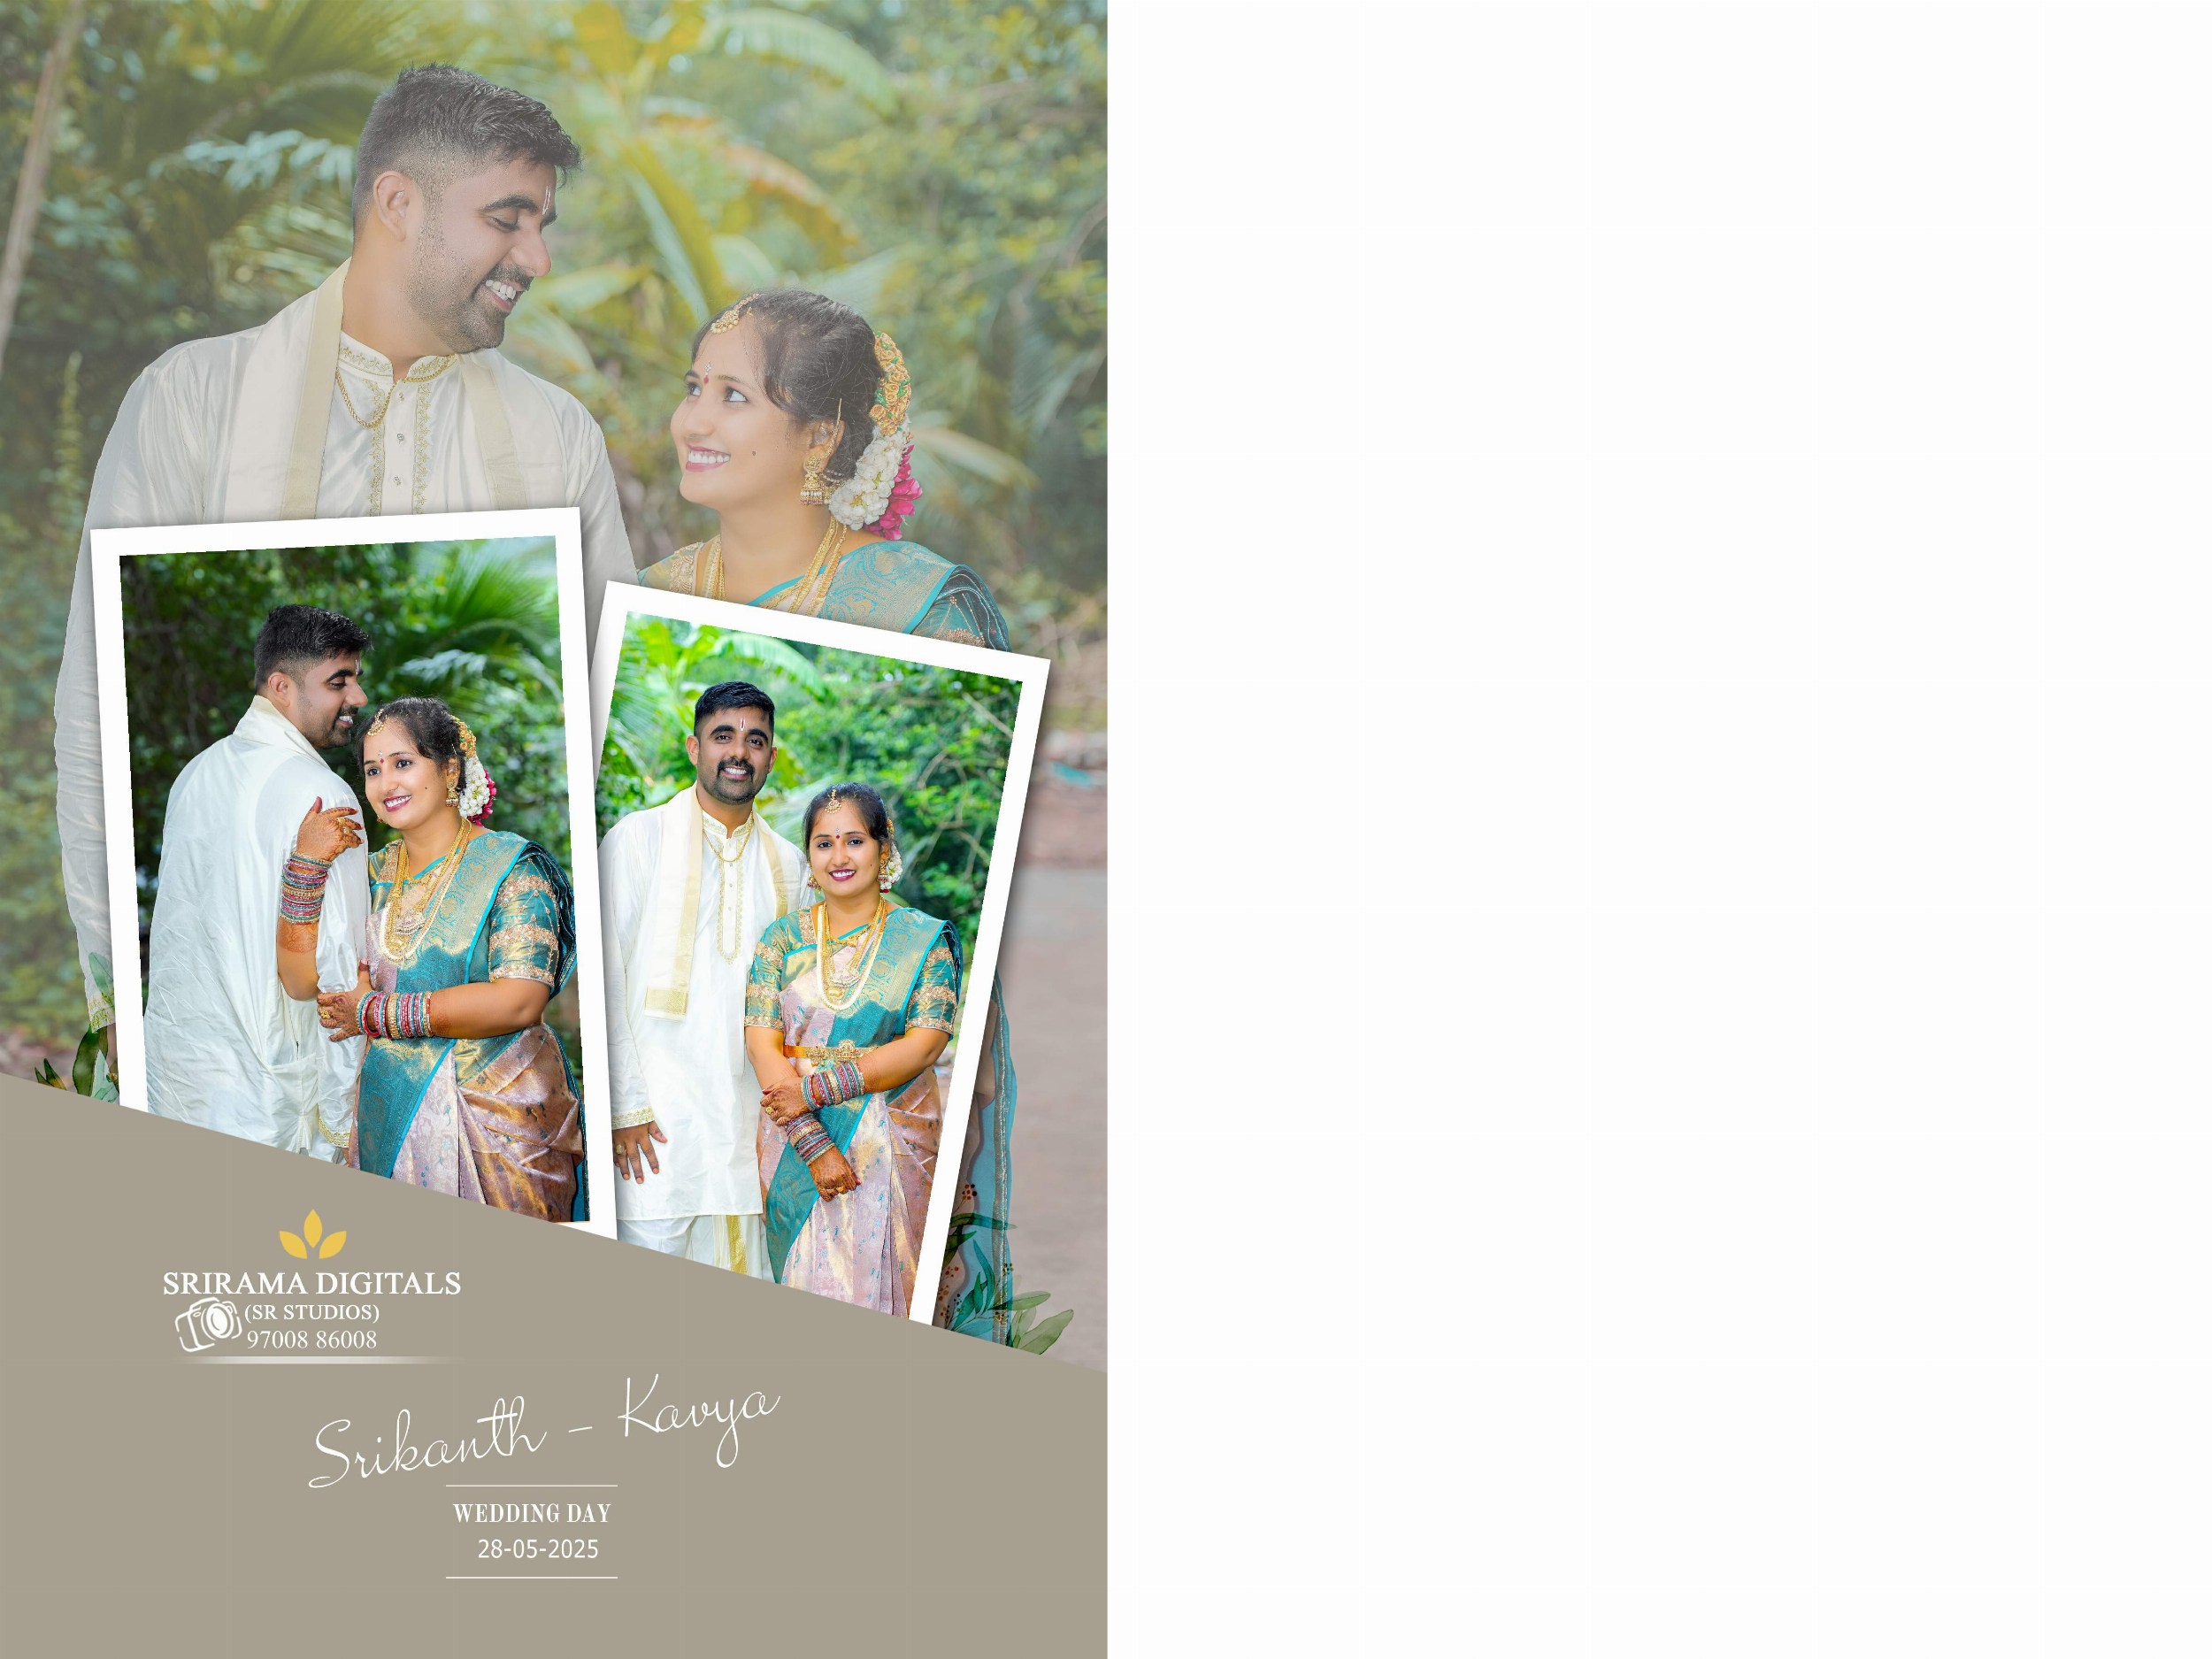 SRIRAMA DIGITALS
(SR STUDIOS)
97008 86008
Srikanth - Kavya
WEDDING DAY
28-05-2025